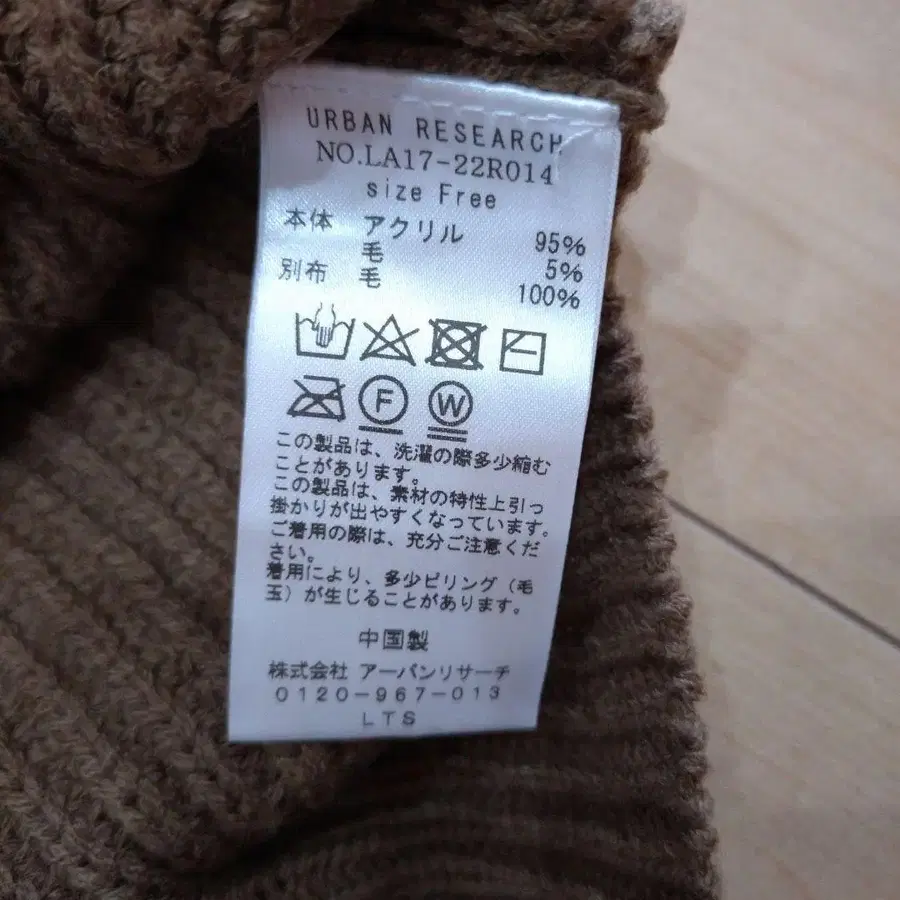 URBAN RESEARCH
NO.LA17-22R014
size Free
本体 アクリル 95%
毛 5%
別布 毛 100%
F W
この製品は、洗濯の際多少縮む
ことがあります。
この製品は、素材の特性上引っ
掛かりが出やすくなっています。
ご着用の際は、充分ご注意くだ
さい。
着用により、多少ピリング（毛
玉）が生じることがあります。
中国製
株式会社 アーバンリサーチ
0120-967-013
LTS